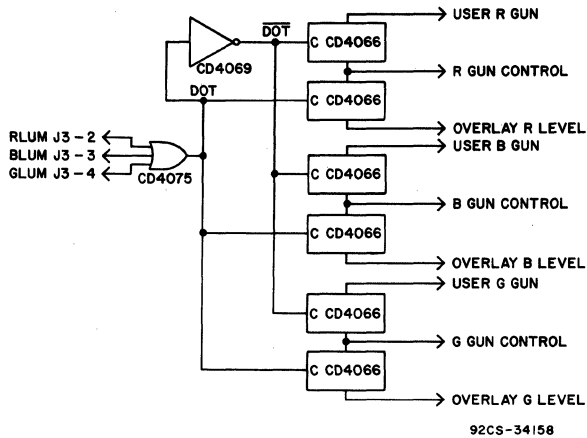 USER R GUN
DOT
C CD4066
CD4069
R GUN CONTROL
DOT
C CD4066
RLUM J3-2
BLUM J3-3
GLUM J3-4
CD4075
OVERLAY R LEVEL
USER B GUN
C CD4066
B GUN CONTROL
C CD4066
OVERLAY B LEVEL
USER G GUN
C CD4066
G GUN CONTROL
C CD4066
OVERLAY G LEVEL
92CS-34158